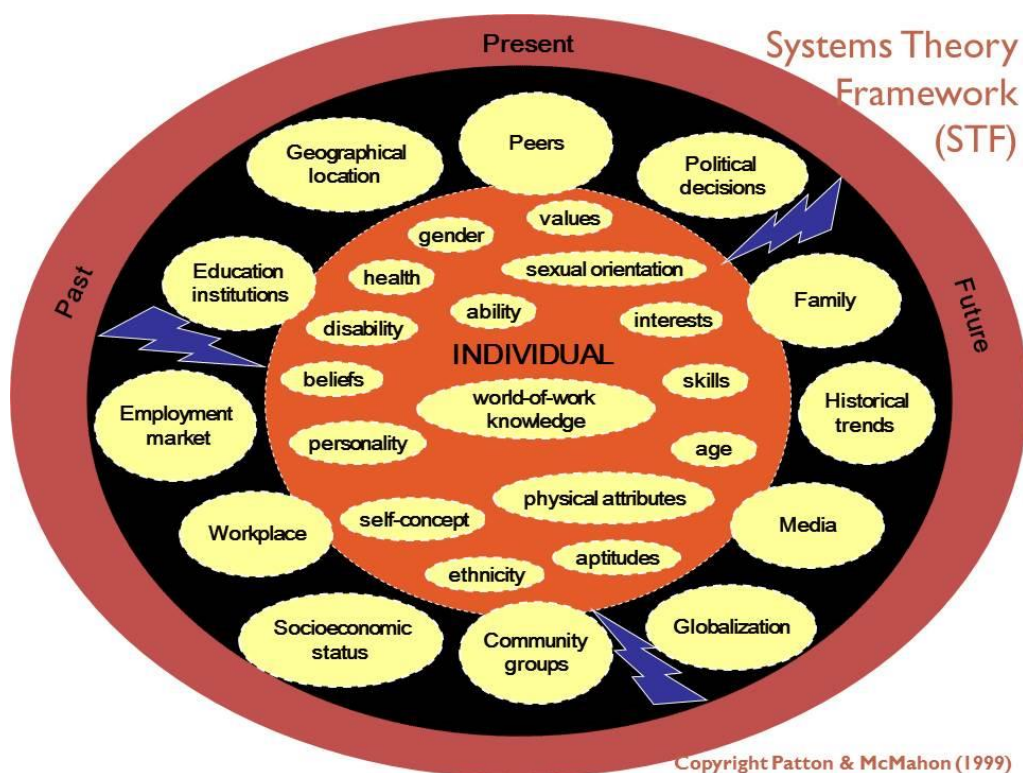 Present
Systems Theory
Framework
(STF)
Past
Future
Peers
Geographical
location
Political
decisions
Education
institutions
Family
Employment
market
Historical
trends
Workplace
Media
Socioeconomic
status
Community
groups
Globalization
values
gender
sexual orientation
health
ability
interests
disability
INDIVIDUAL
beliefs
skills
world-of-work
knowledge
personality
age
physical attributes
self-concept
aptitudes
ethnicity
Copyright Patton & McMahon (1999)